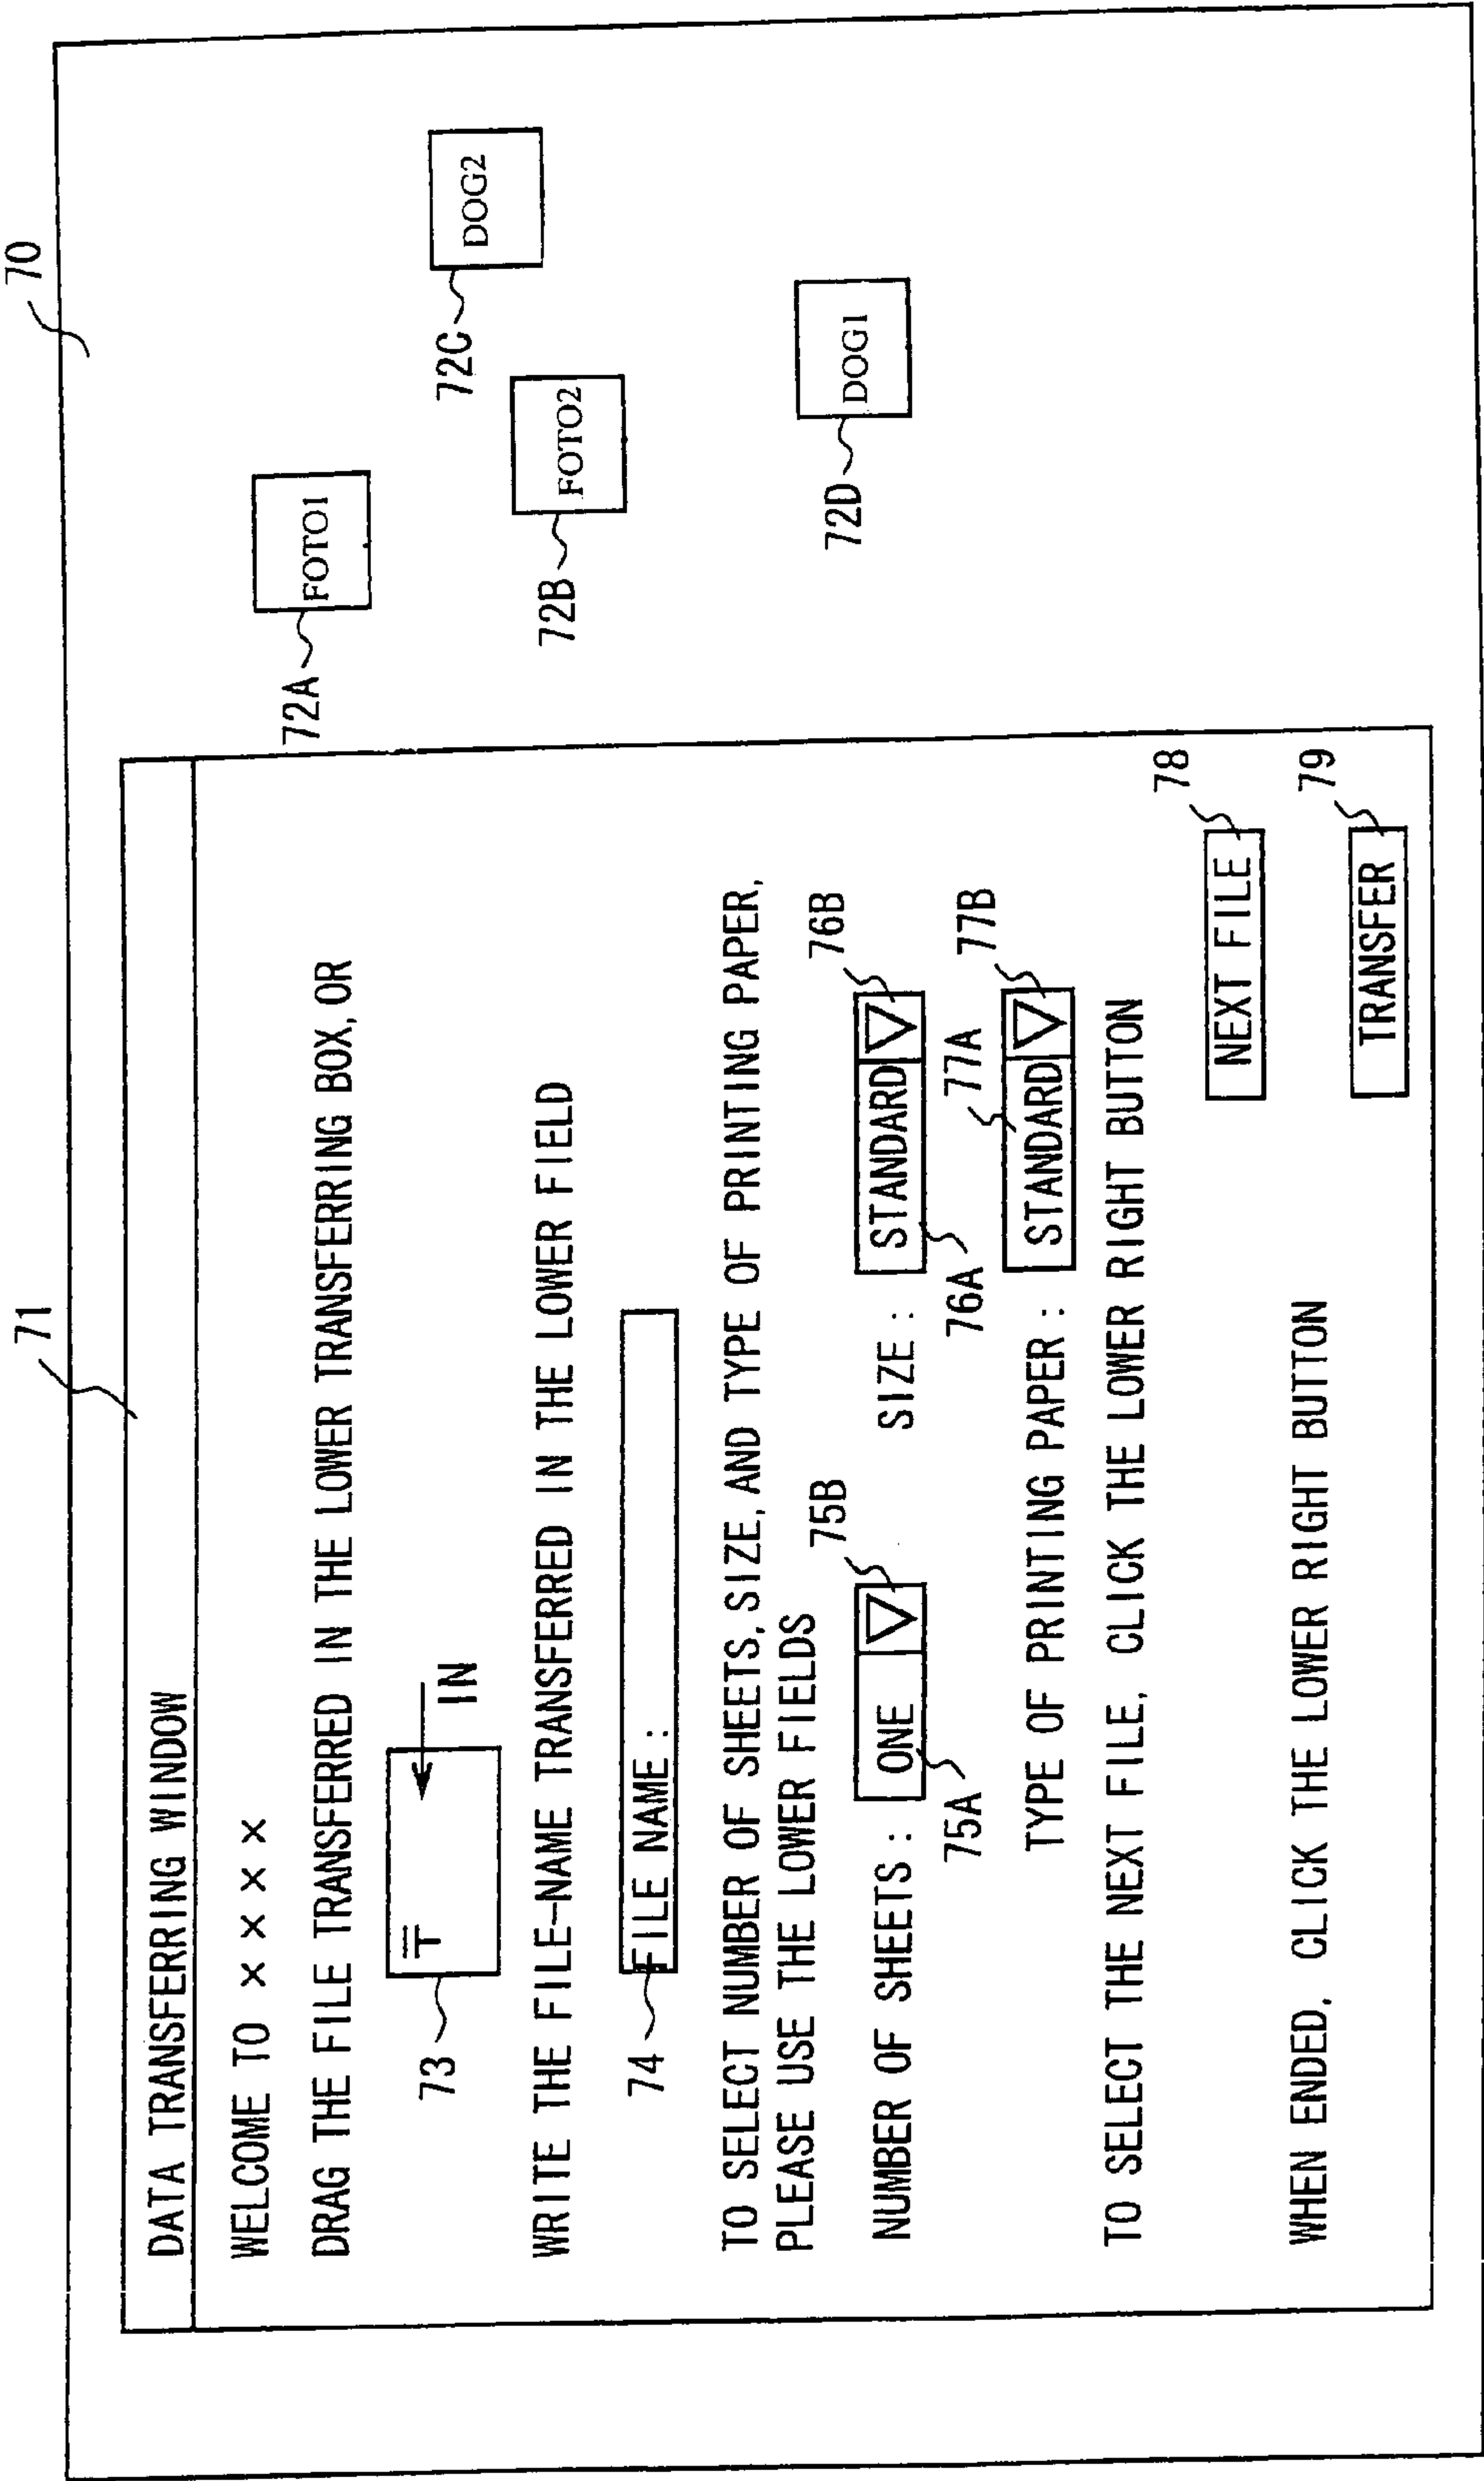 70
71
DATA TRANSFERRING WINDOW
WELCOME TO × × × ×
DRAG THE FILE TRANSFERRED IN THE LOWER TRANSFERRING BOX, OR
73
T
IN
WRITE THE FILE-NAME TRANSFERRED IN THE LOWER FIELD
74
FILE NAME :
TO SELECT NUMBER OF SHEETS, SIZE, AND TYPE OF PRINTING PAPER,
PLEASE USE THE LOWER FIELDS
75B
76B
NUMBER OF SHEETS : ONE ▽ SIZE : STANDARD ▽
75A
76A
77A
77B
TYPE OF PRINTING PAPER : STANDARD ▽
TO SELECT THE NEXT FILE, CLICK THE LOWER RIGHT BUTTON
78
NEXT FILE
WHEN ENDED, CLICK THE LOWER RIGHT BUTTON
79
TRANSFER
72A
FOTO1
72B
FOTO2
72C
DOG2
72D
DOG1